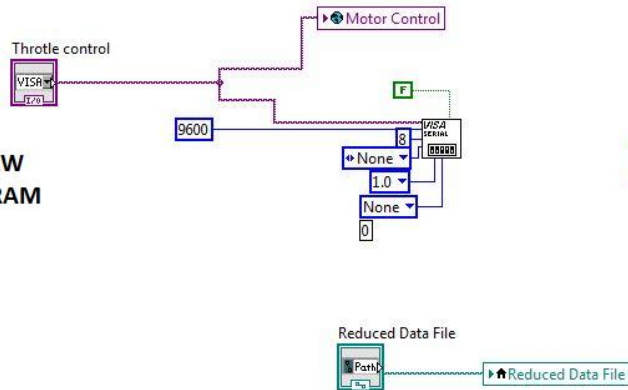 Motor Control
Throttle control
VISA
I/O
F
9600
VISA
SERIAL
8
None
1.0
None
0
W
RAM
Reduced Data File
Path
Reduced Data File